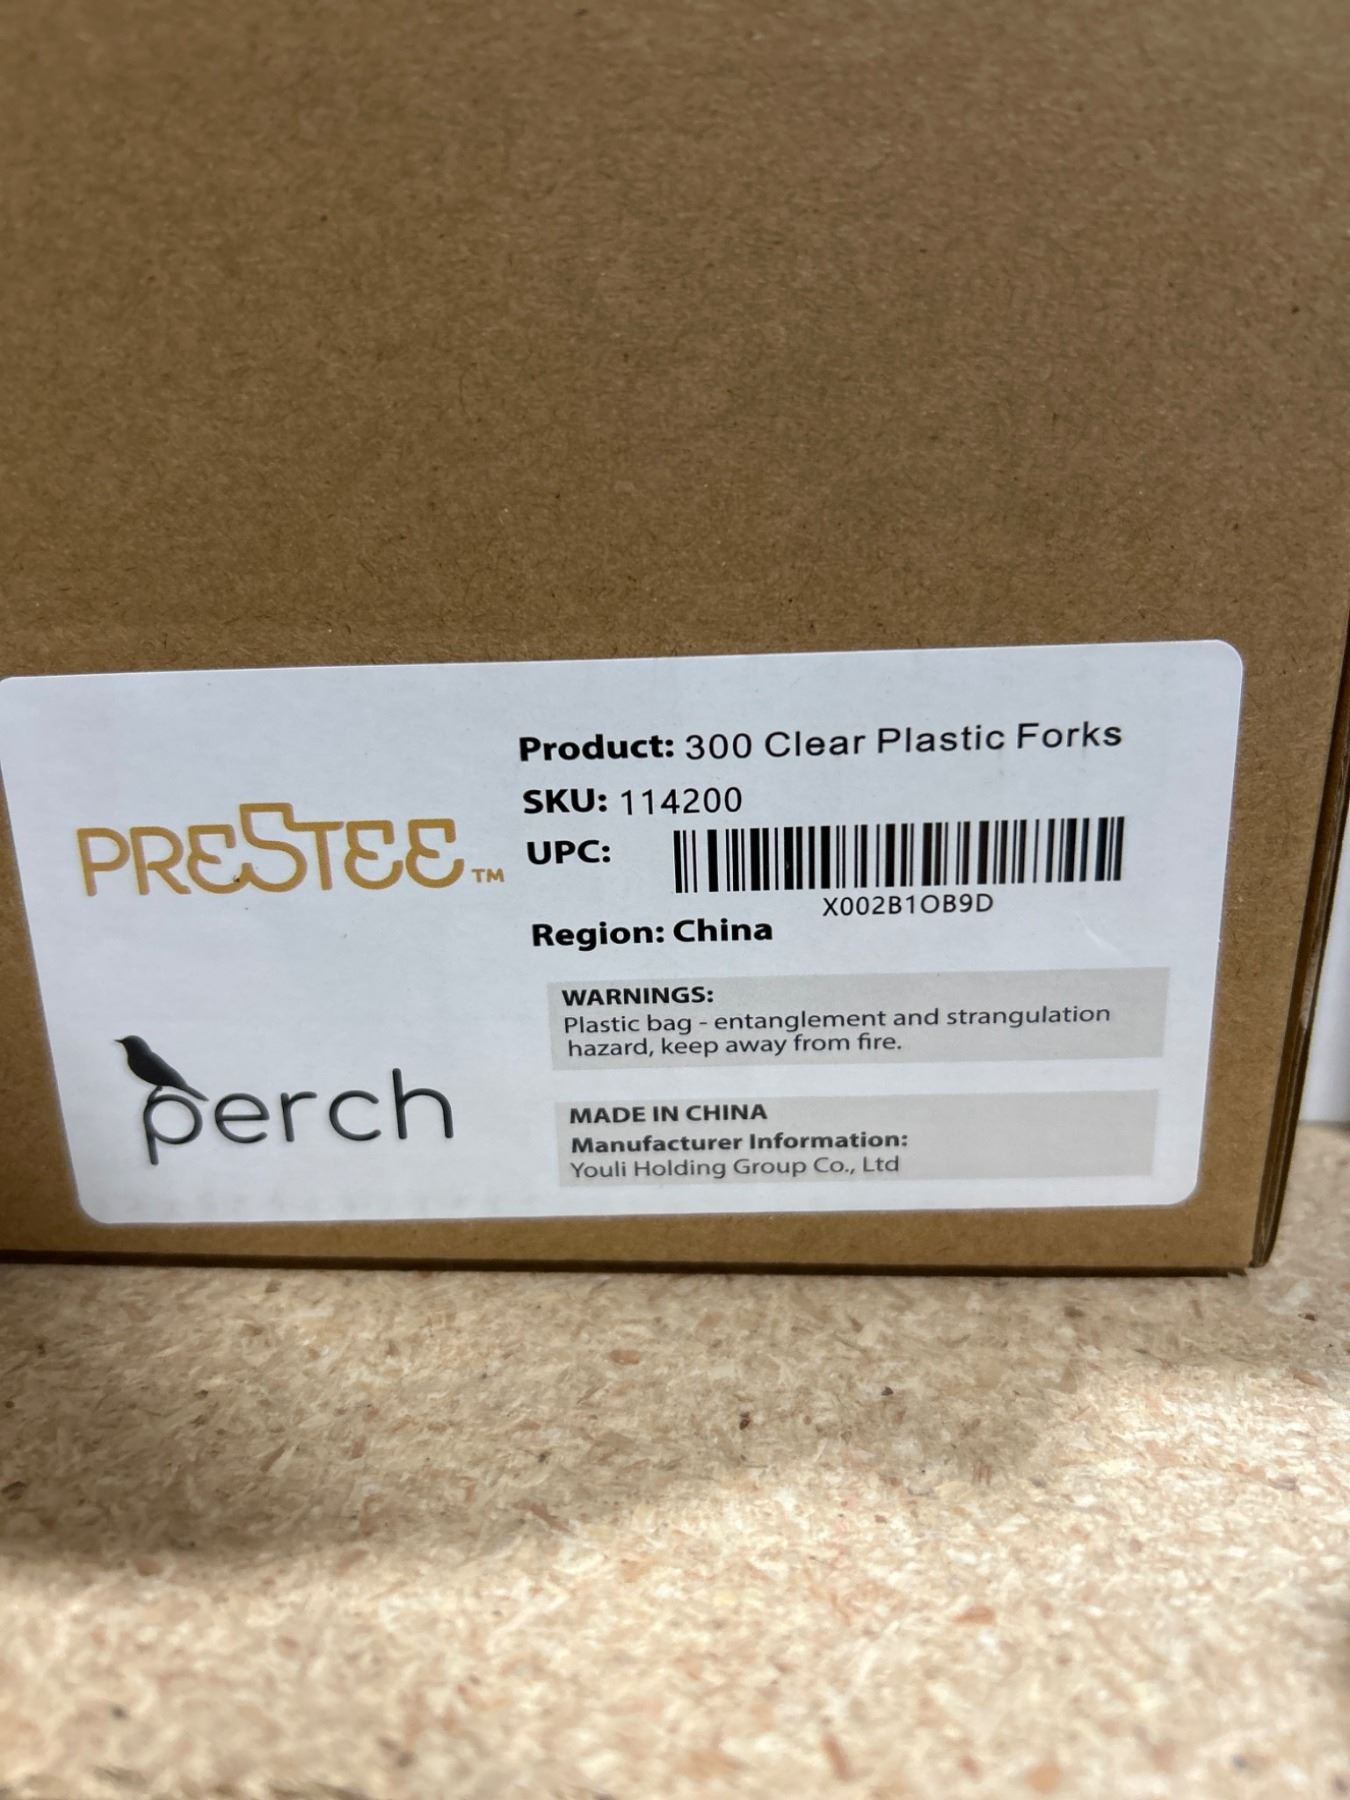 PRESTEE™
perch
Product: 300 Clear Plastic Forks
SKU: 114200
UPC:
X002B1OB9D
Region: China
WARNINGS:
Plastic bag - entanglement and strangulation
hazard, keep away from fire.
MADE IN CHINA
Manufacturer Information:
Youli Holding Group Co., Ltd